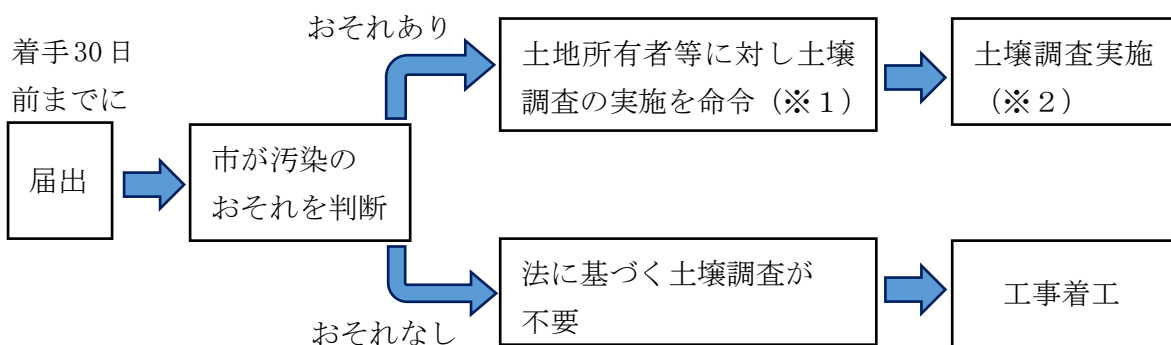 着手30日
前までに
届出
市が汚染の
おそれを判断
おそれあり
土地所有者等に対し土壌
調査の実施を命令（※１）
土壌調査実施
（※２）
おそれなし
法に基づく土壌調査が
不要
工事着工